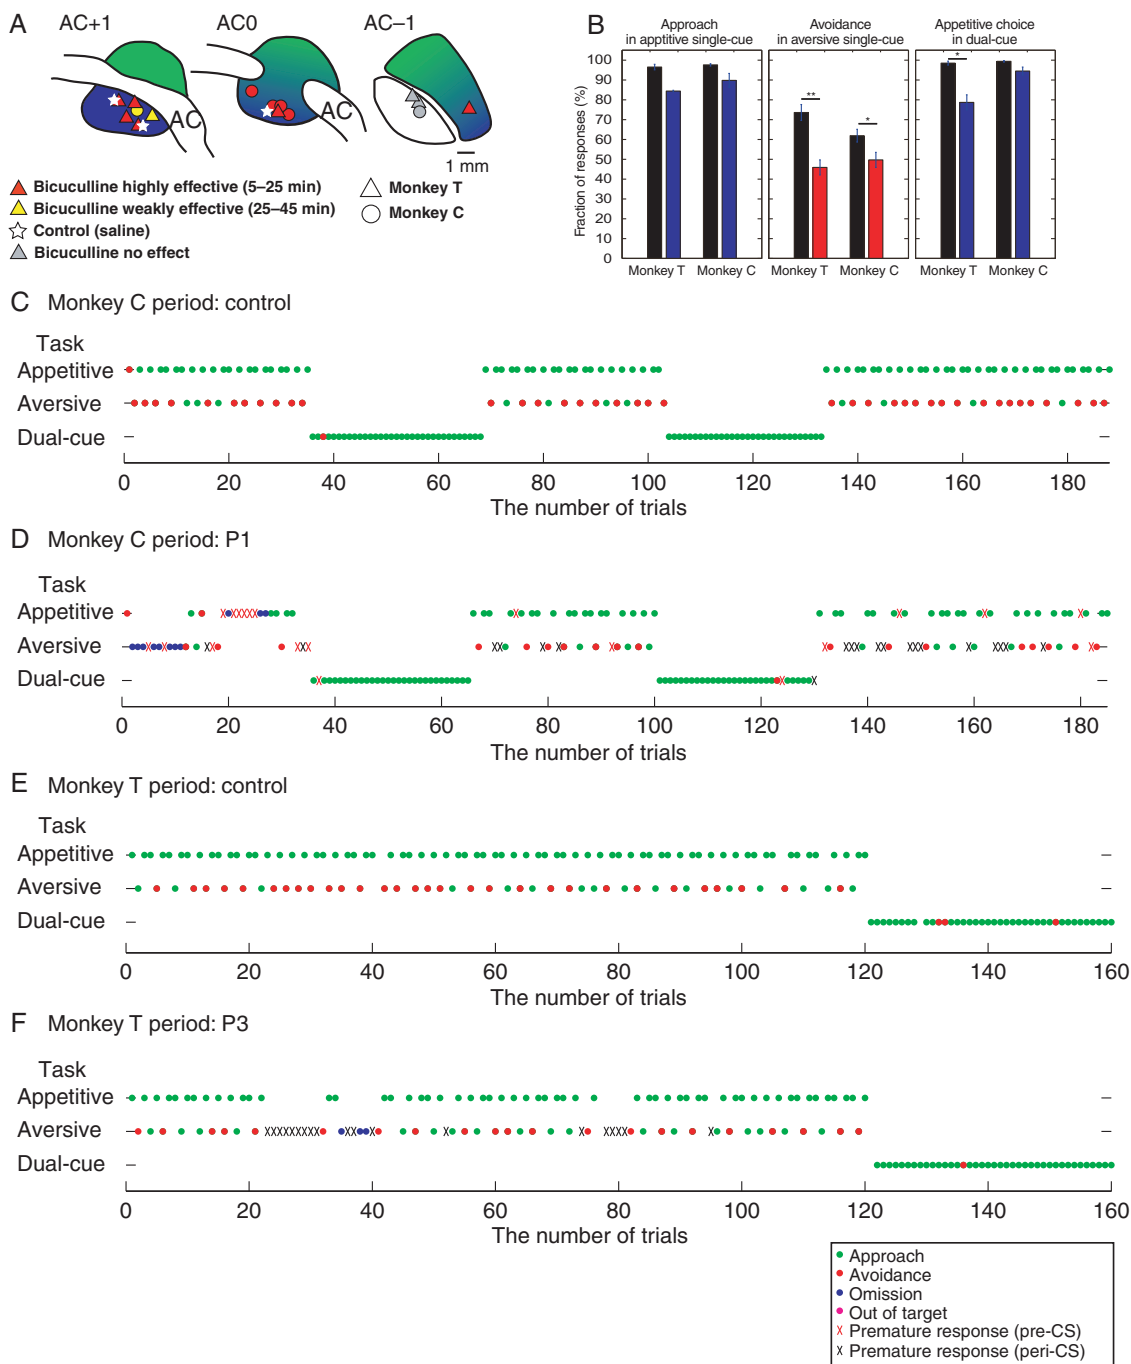 A
AC+1
AC0
AC–1
AC
AC
1 mm
Bicuculline highly effective (5–25 min)
Bicuculline weakly effective (25–45 min)
Control (saline)
Bicuculline no effect
Monkey T
Monkey C
B
Approach
in apptitive single-cue
Avoidance
in aversive single-cue
Appetitive choice
in dual-cue
Fraction of responses (%)
100
90
80
70
60
50
40
30
20
10
0
**
*
*
Monkey T Monkey C
Monkey T Monkey C
Monkey T Monkey C
C Monkey C period: control
Task
Appetitive
Aversive
Dual-cue
0 20 40 60 80 100 120 140 160 180
The number of trials
D Monkey C period: P1
Task
Appetitive
Aversive
Dual-cue
0 20 40 60 80 100 120 140 160 180
The number of trials
E Monkey T period: control
Task
Appetitive
Aversive
Dual-cue
0 20 40 60 80 100 120 140 160
The number of trials
F Monkey T period: P3
Task
Appetitive
Aversive
Dual-cue
0 20 40 60 80 100 120 140 160
The number of trials
Approach
Avoidance
Omission
Out of target
Premature response (pre-CS)
Premature response (peri-CS)